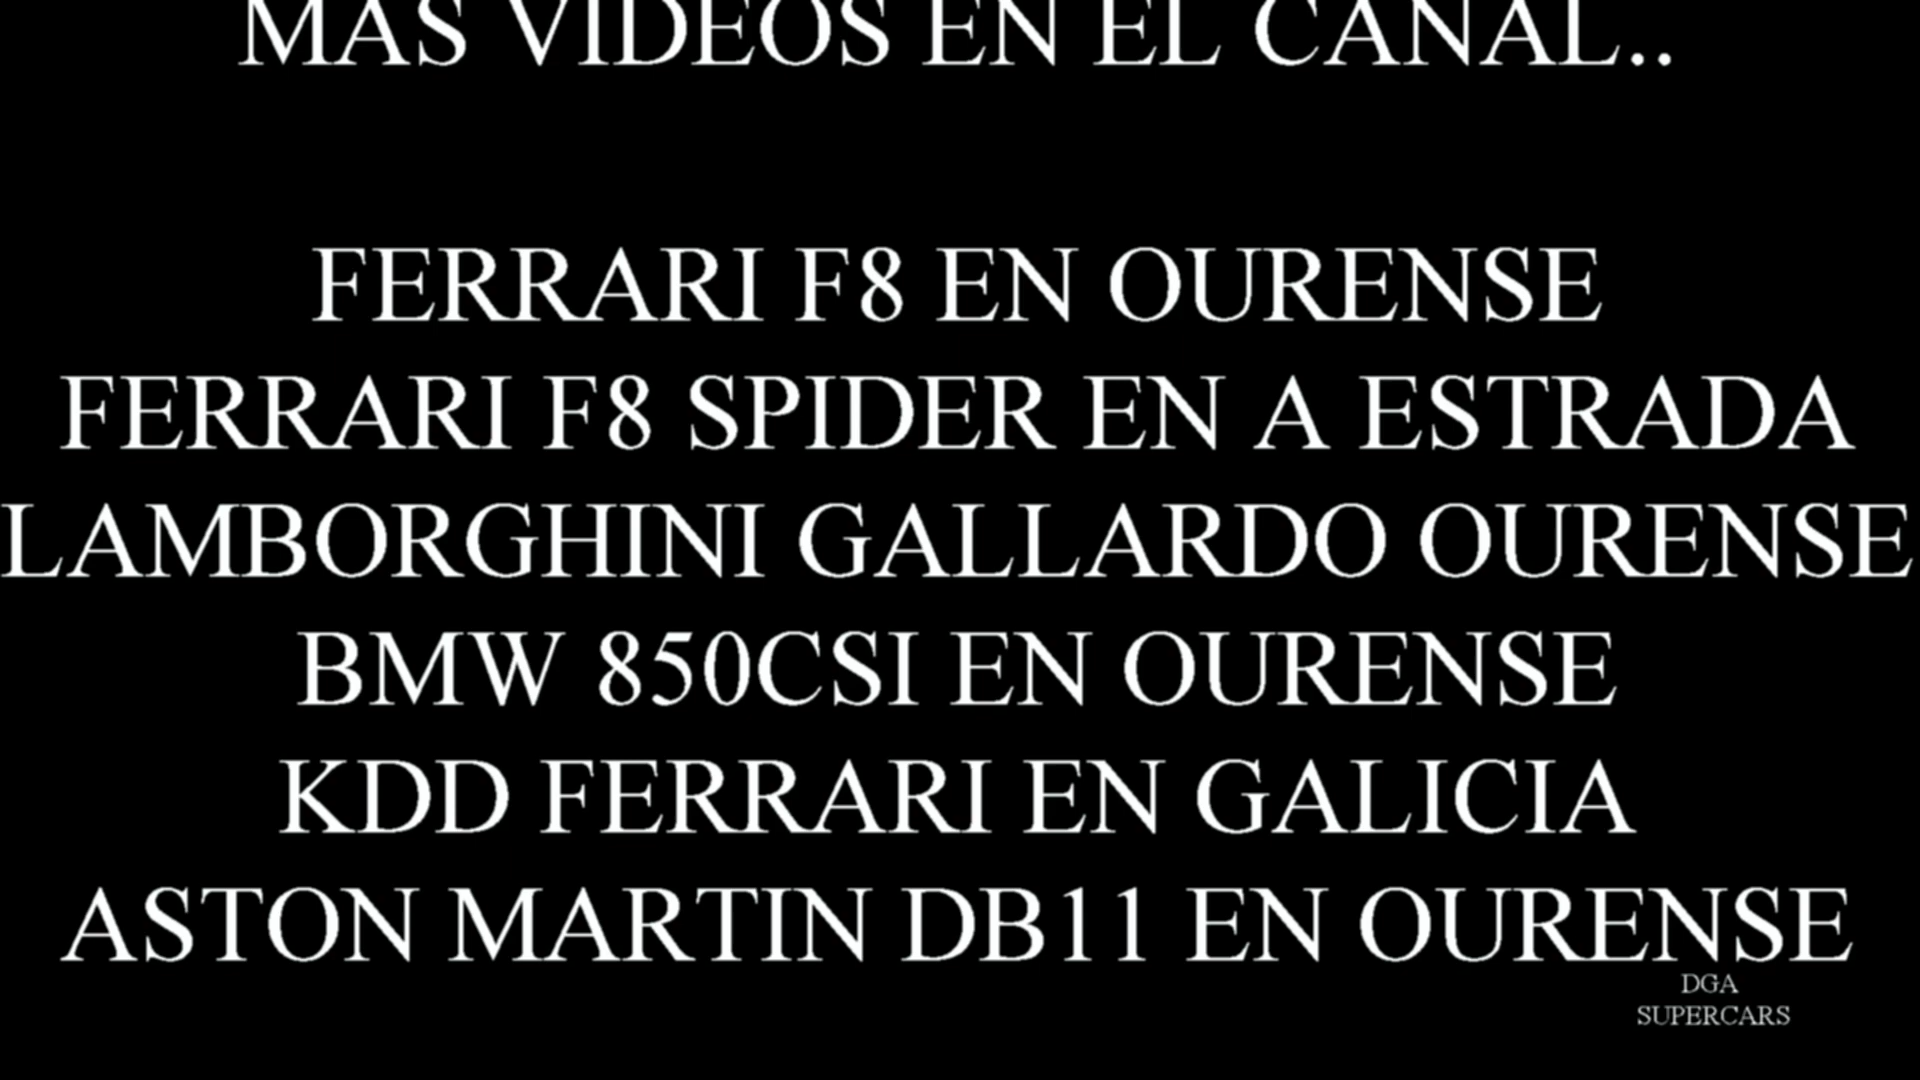 MAS VIDEOS EN EL CANAL..
FERRARI F8 EN OURENSE
FERRARI F8 SPIDER EN A ESTRADA
LAMBORGHINI GALLARDO OURENSE
BMW 850CSI EN OURENSE
KDD FERRARI EN GALICIA
ASTON MARTIN DB11 EN OURENSE
DGA
SUPERCARS